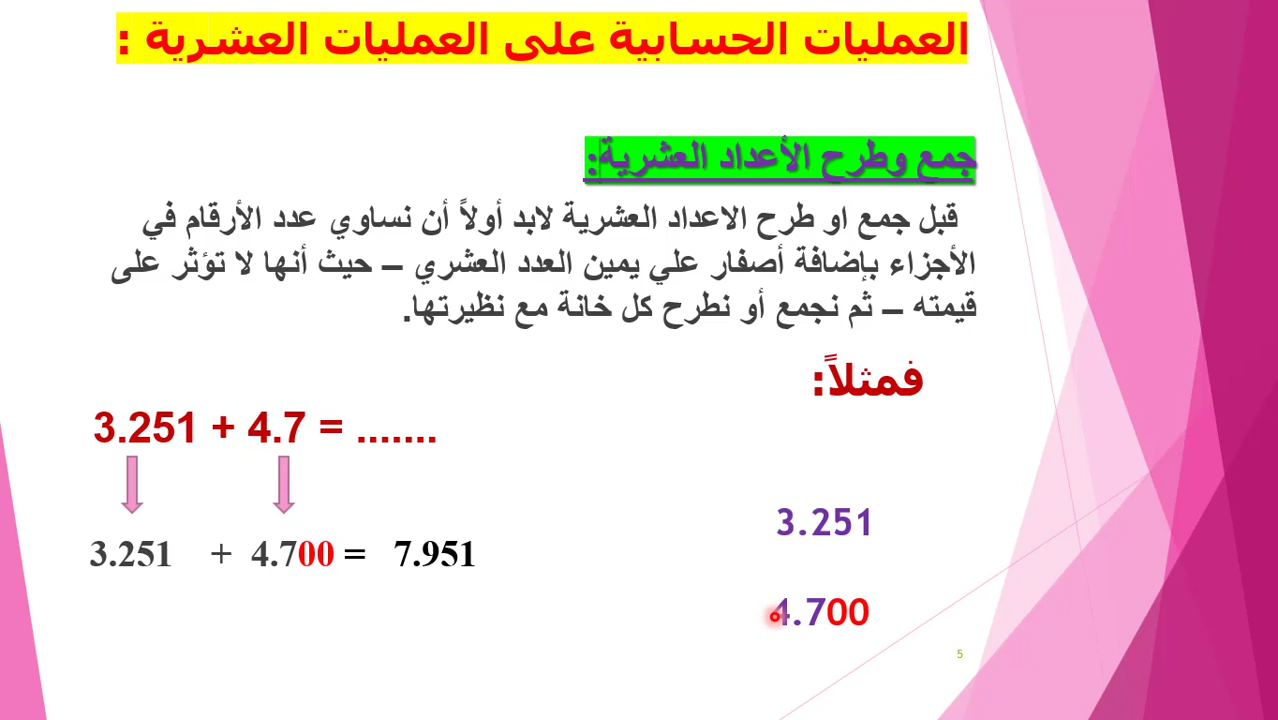 العمليات الحسابية على العمليات العشرية :
جمع وطرح الأعداد العشرية:
قبل جمع او طرح الاعداد العشرية لابد أولاً أن نساوي عدد الأرقام في
الأجزاء بإضافة أصفار علي يمين العدد العشري – حيث أنها لا تؤثر على
قيمته – ثم نجمع أو نطرح كل خانة مع نظيرتها.
فمثلاً:
3.251 + 4.7 = .......
3.251 + 4.700 = 7.951
3.251
4.700
5